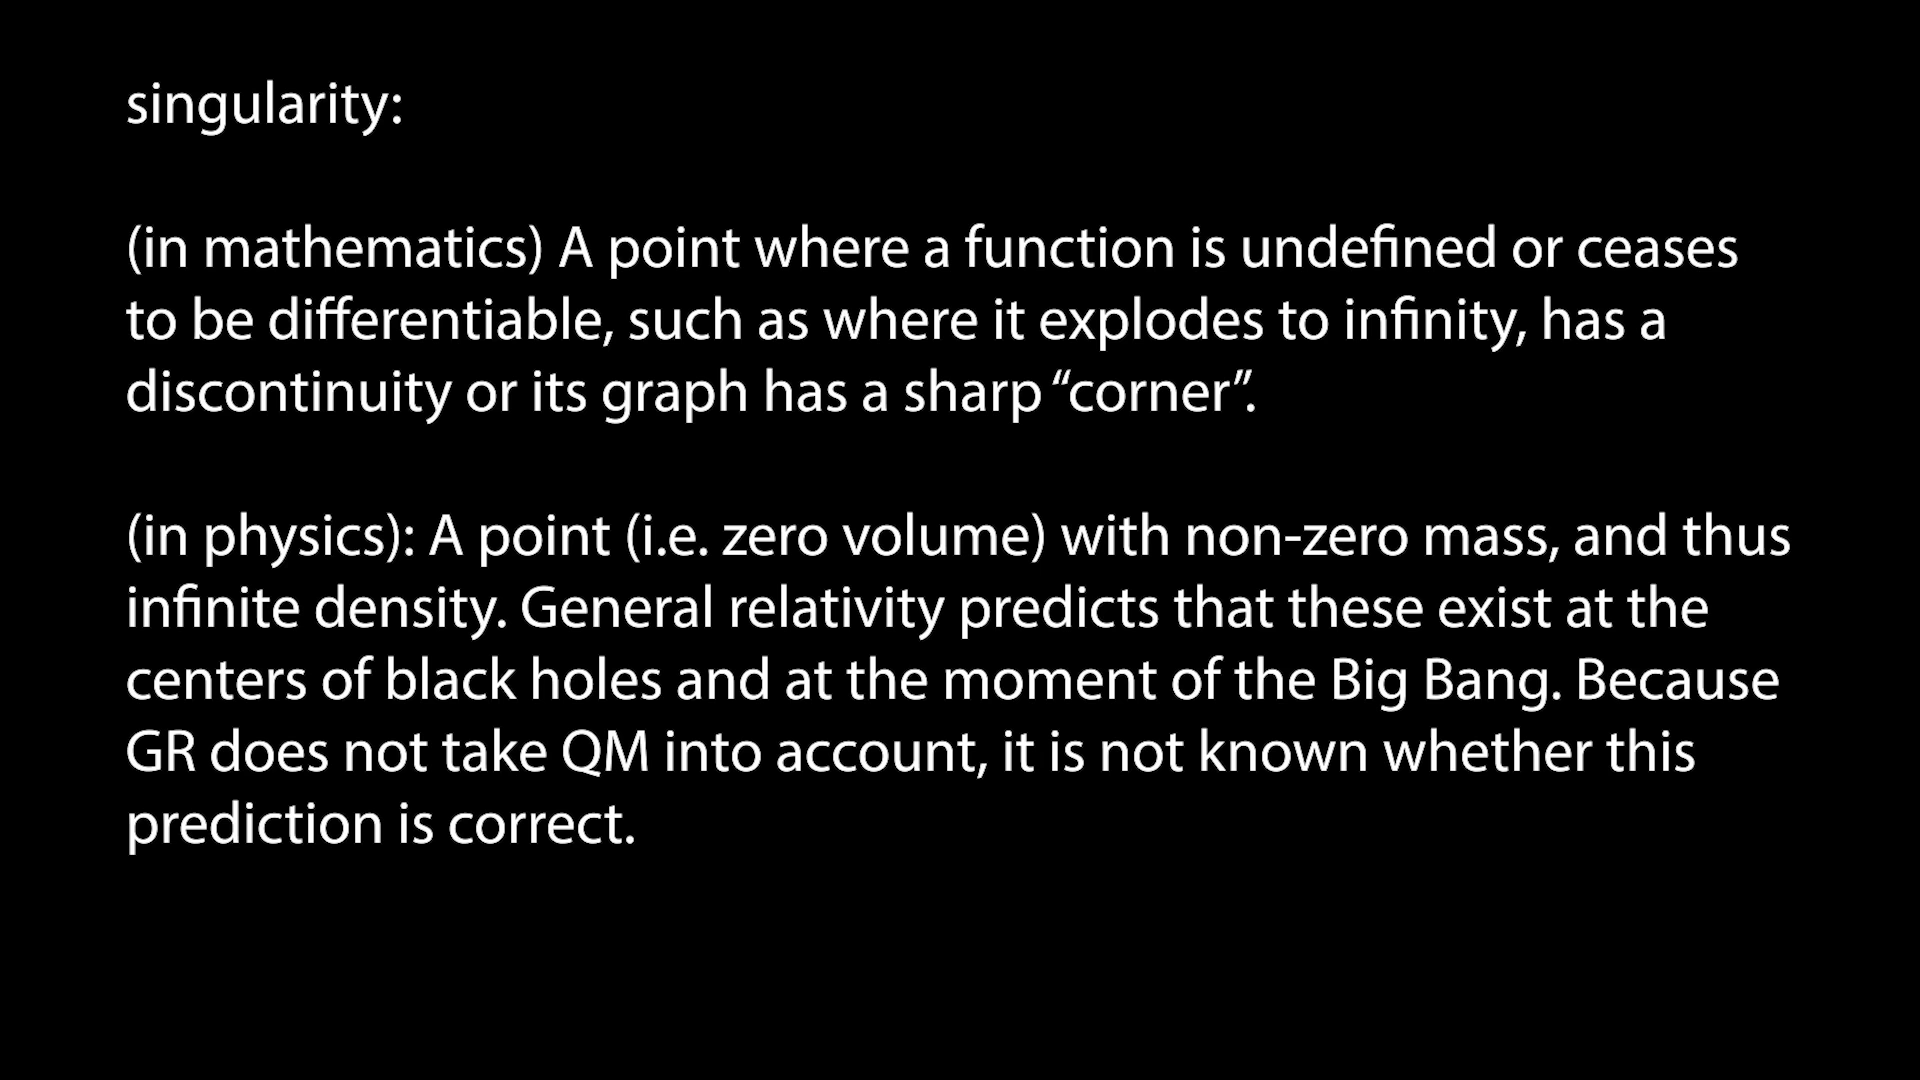 singularity:
(in mathematics) A point where a function is undefined or ceases
to be differentiable, such as where it explodes to infinity, has a
discontinuity or its graph has a sharp “corner”.
(in physics): A point (i.e. zero volume) with non-zero mass, and thus
infinite density. General relativity predicts that these exist at the
centers of black holes and at the moment of the Big Bang. Because
GR does not take QM into account, it is not known whether this
prediction is correct.